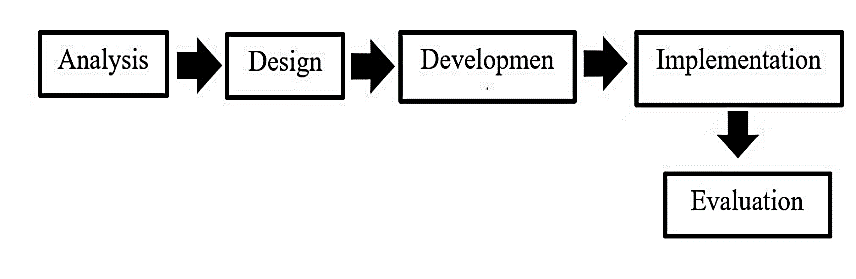 Analysis
Design
Developmen
Implementation
Evaluation